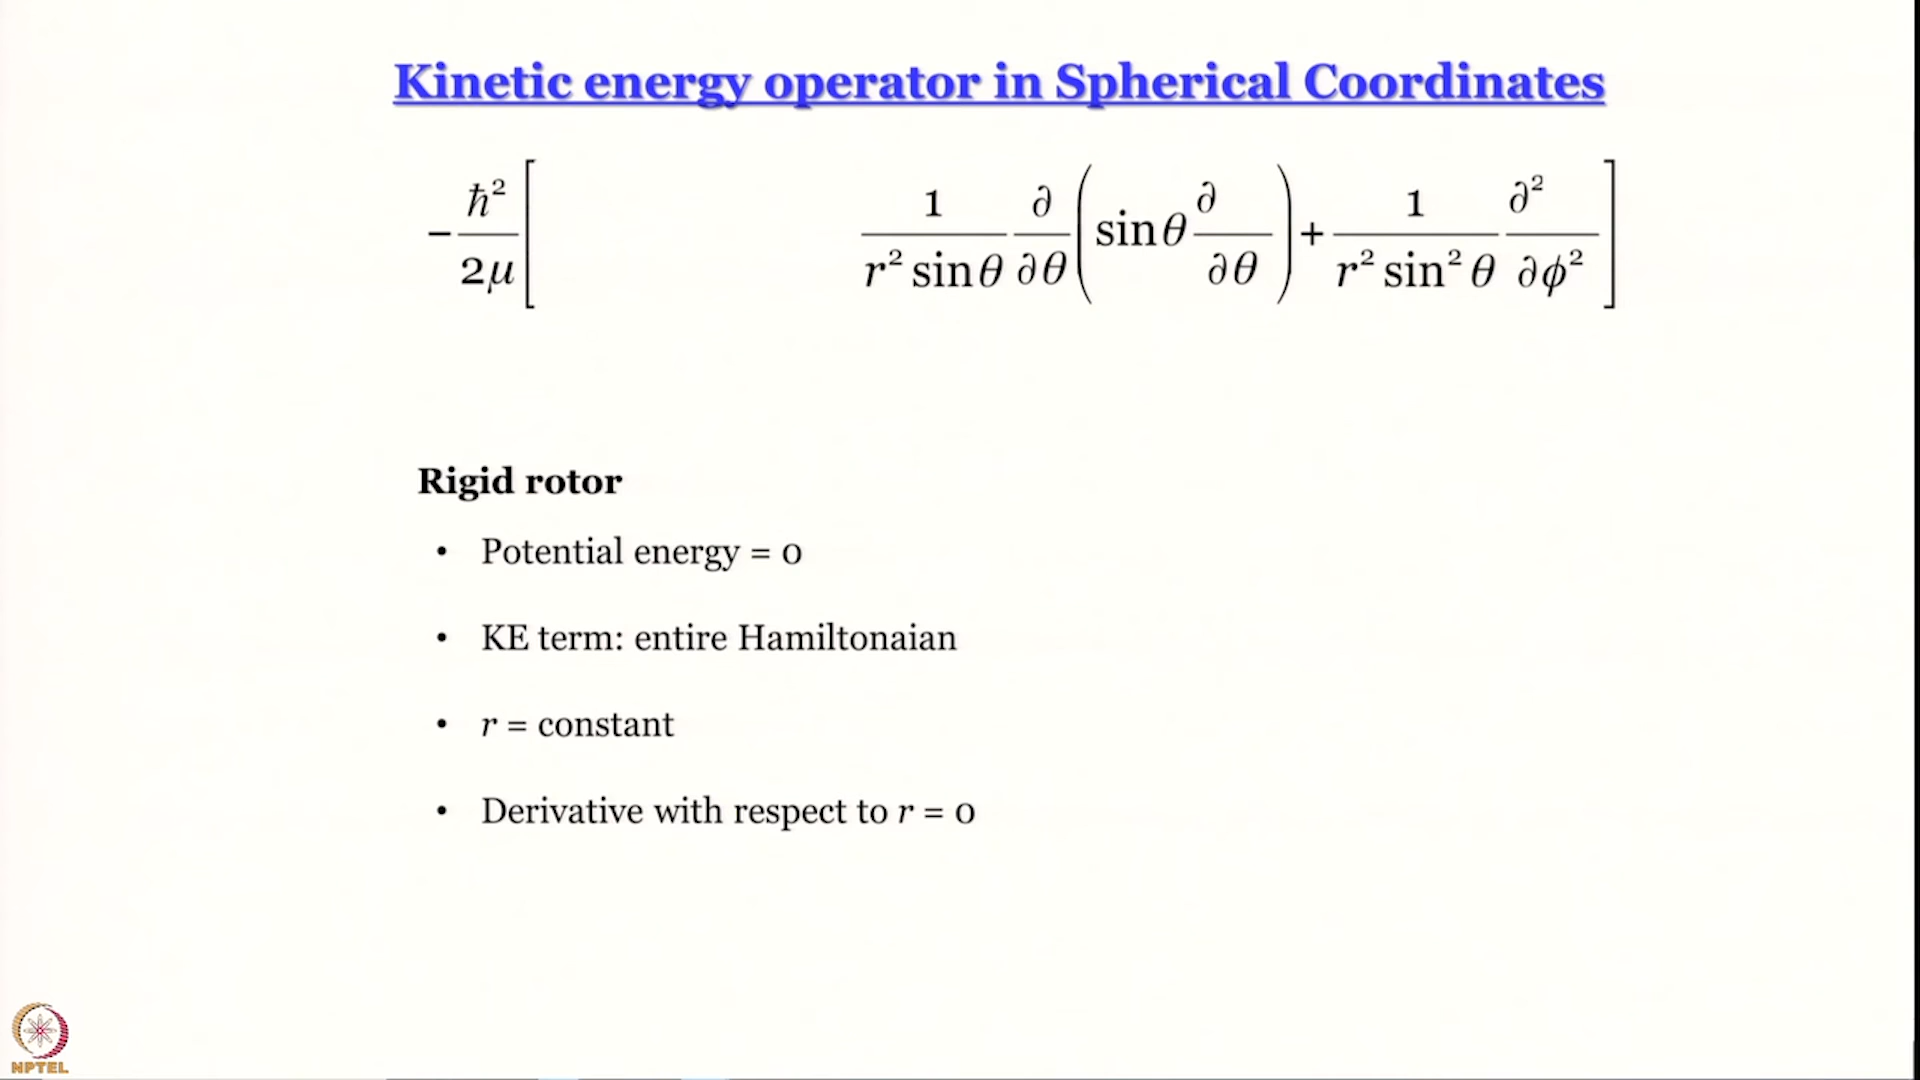 Kinetic energy operator in Spherical Coordinates
−ħ²/2μ [ 1/(r² sinθ) ∂/∂θ ( sinθ ∂/∂θ ) + 1/(r² sin² θ) ∂²/∂ϕ² ]
Rigid rotor
• Potential energy = 0
• KE term: entire Hamiltonaian
• r = constant
• Derivative with respect to r = 0
NPTEL